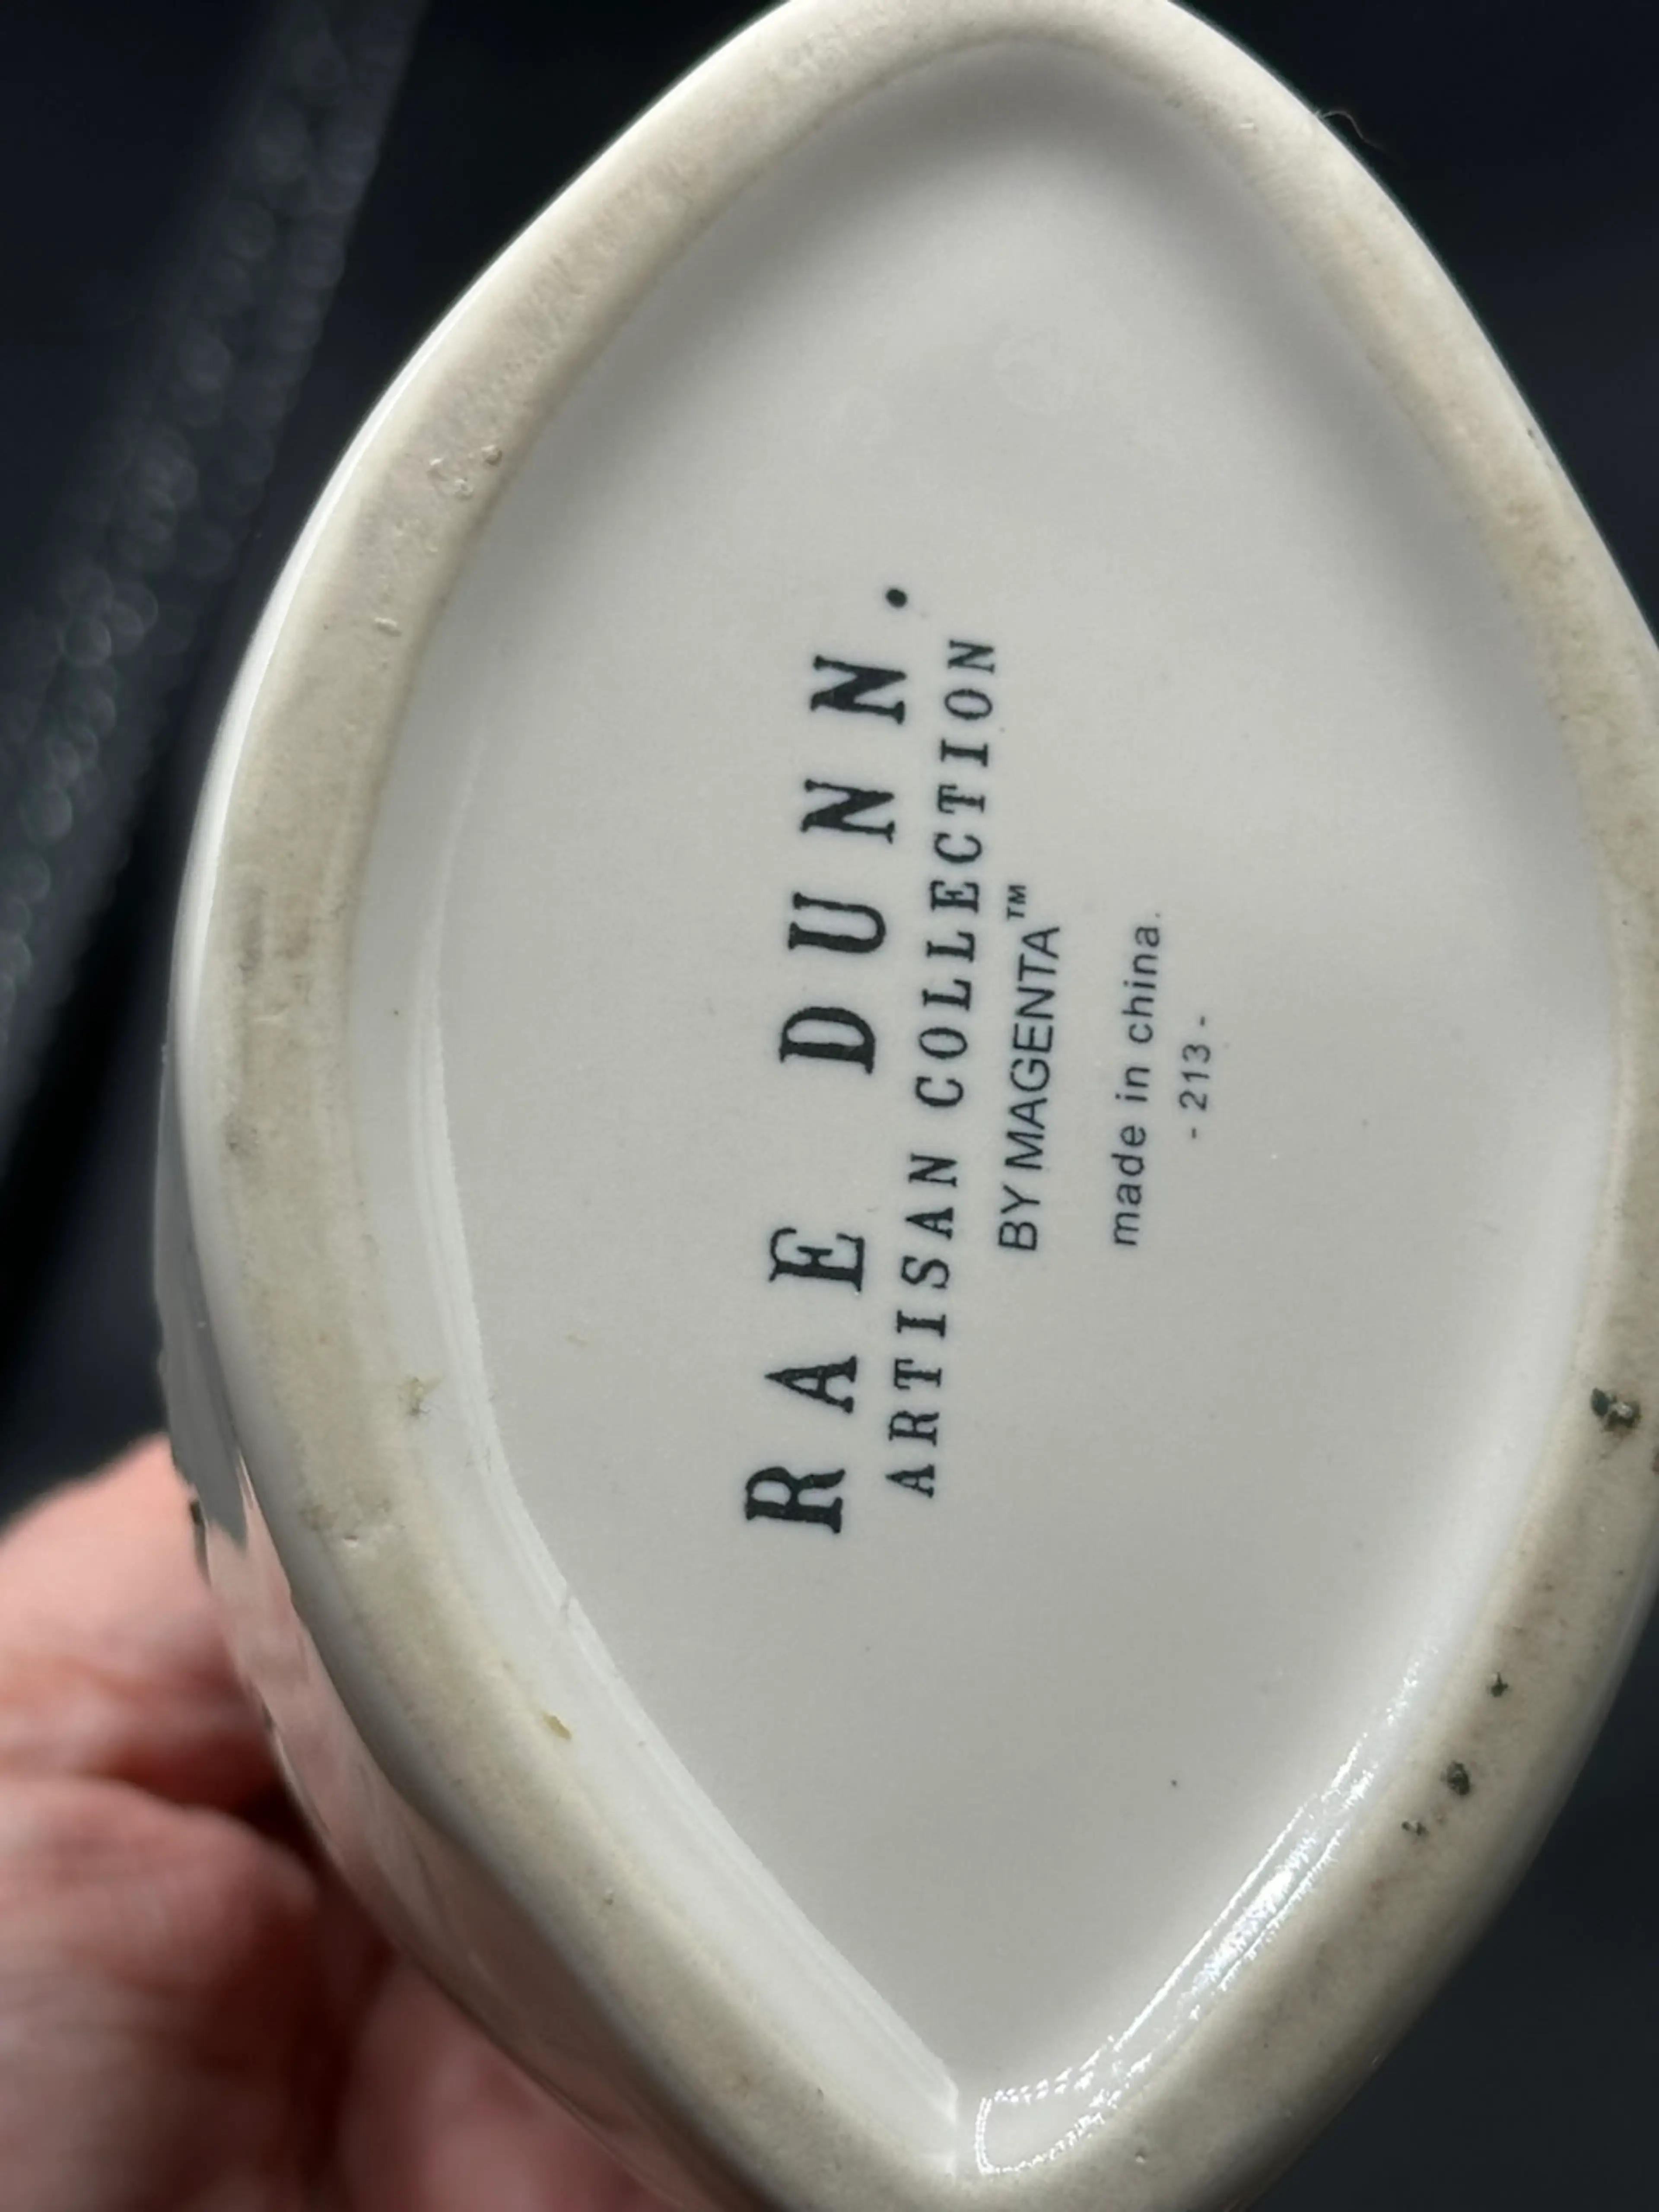 RAE DUNN.
ARTISAN COLLECTION
BY MAGENTA™
made in china.
- 213 -